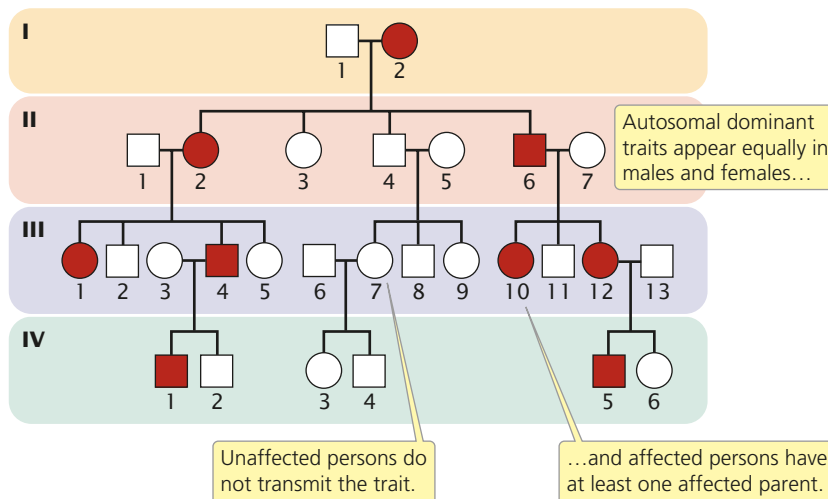 I
1 2
II
1 2 3 4 5 6 7
Autosomal dominant
traits appear equally in
males and females…
III
1 2 3 4 5 6 7 8 9 10 11 12 13
IV
1 2 3 4 5 6
Unaffected persons do
not transmit the trait.
…and affected persons have
at least one affected parent.